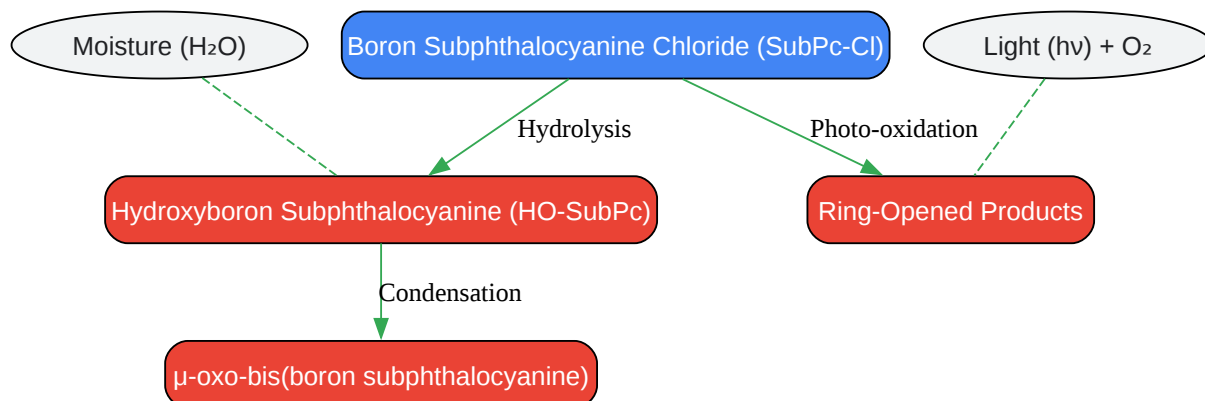 Moisture (H₂O)
Boron Subphthalocyanine Chloride (SubPc-Cl)
Light (hν) + O₂
Hydrolysis
Photo-oxidation
Hydroxyboron Subphthalocyanine (HO-SubPc)
Ring-Opened Products
Condensation
μ-oxo-bis(boron subphthalocyanine)